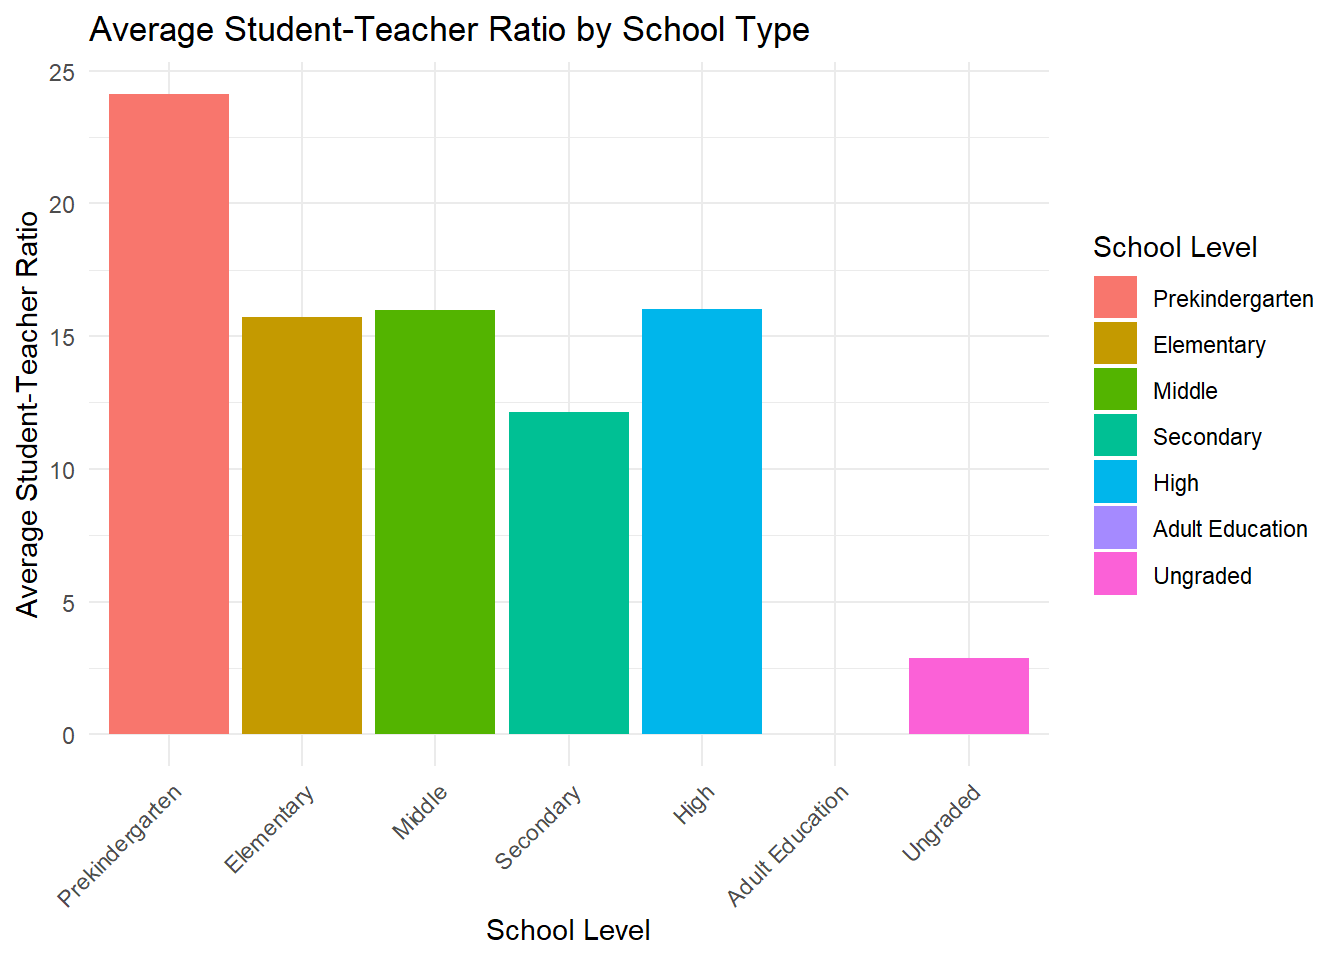 Average Student-Teacher Ratio by School Type
Average Student-Teacher Ratio
25
20
15
10
5
0
Prekindergarten
Elementary
Middle
Secondary
High
Adult Education
Ungraded
School Level
School Level
Prekindergarten
Elementary
Middle
Secondary
High
Adult Education
Ungraded